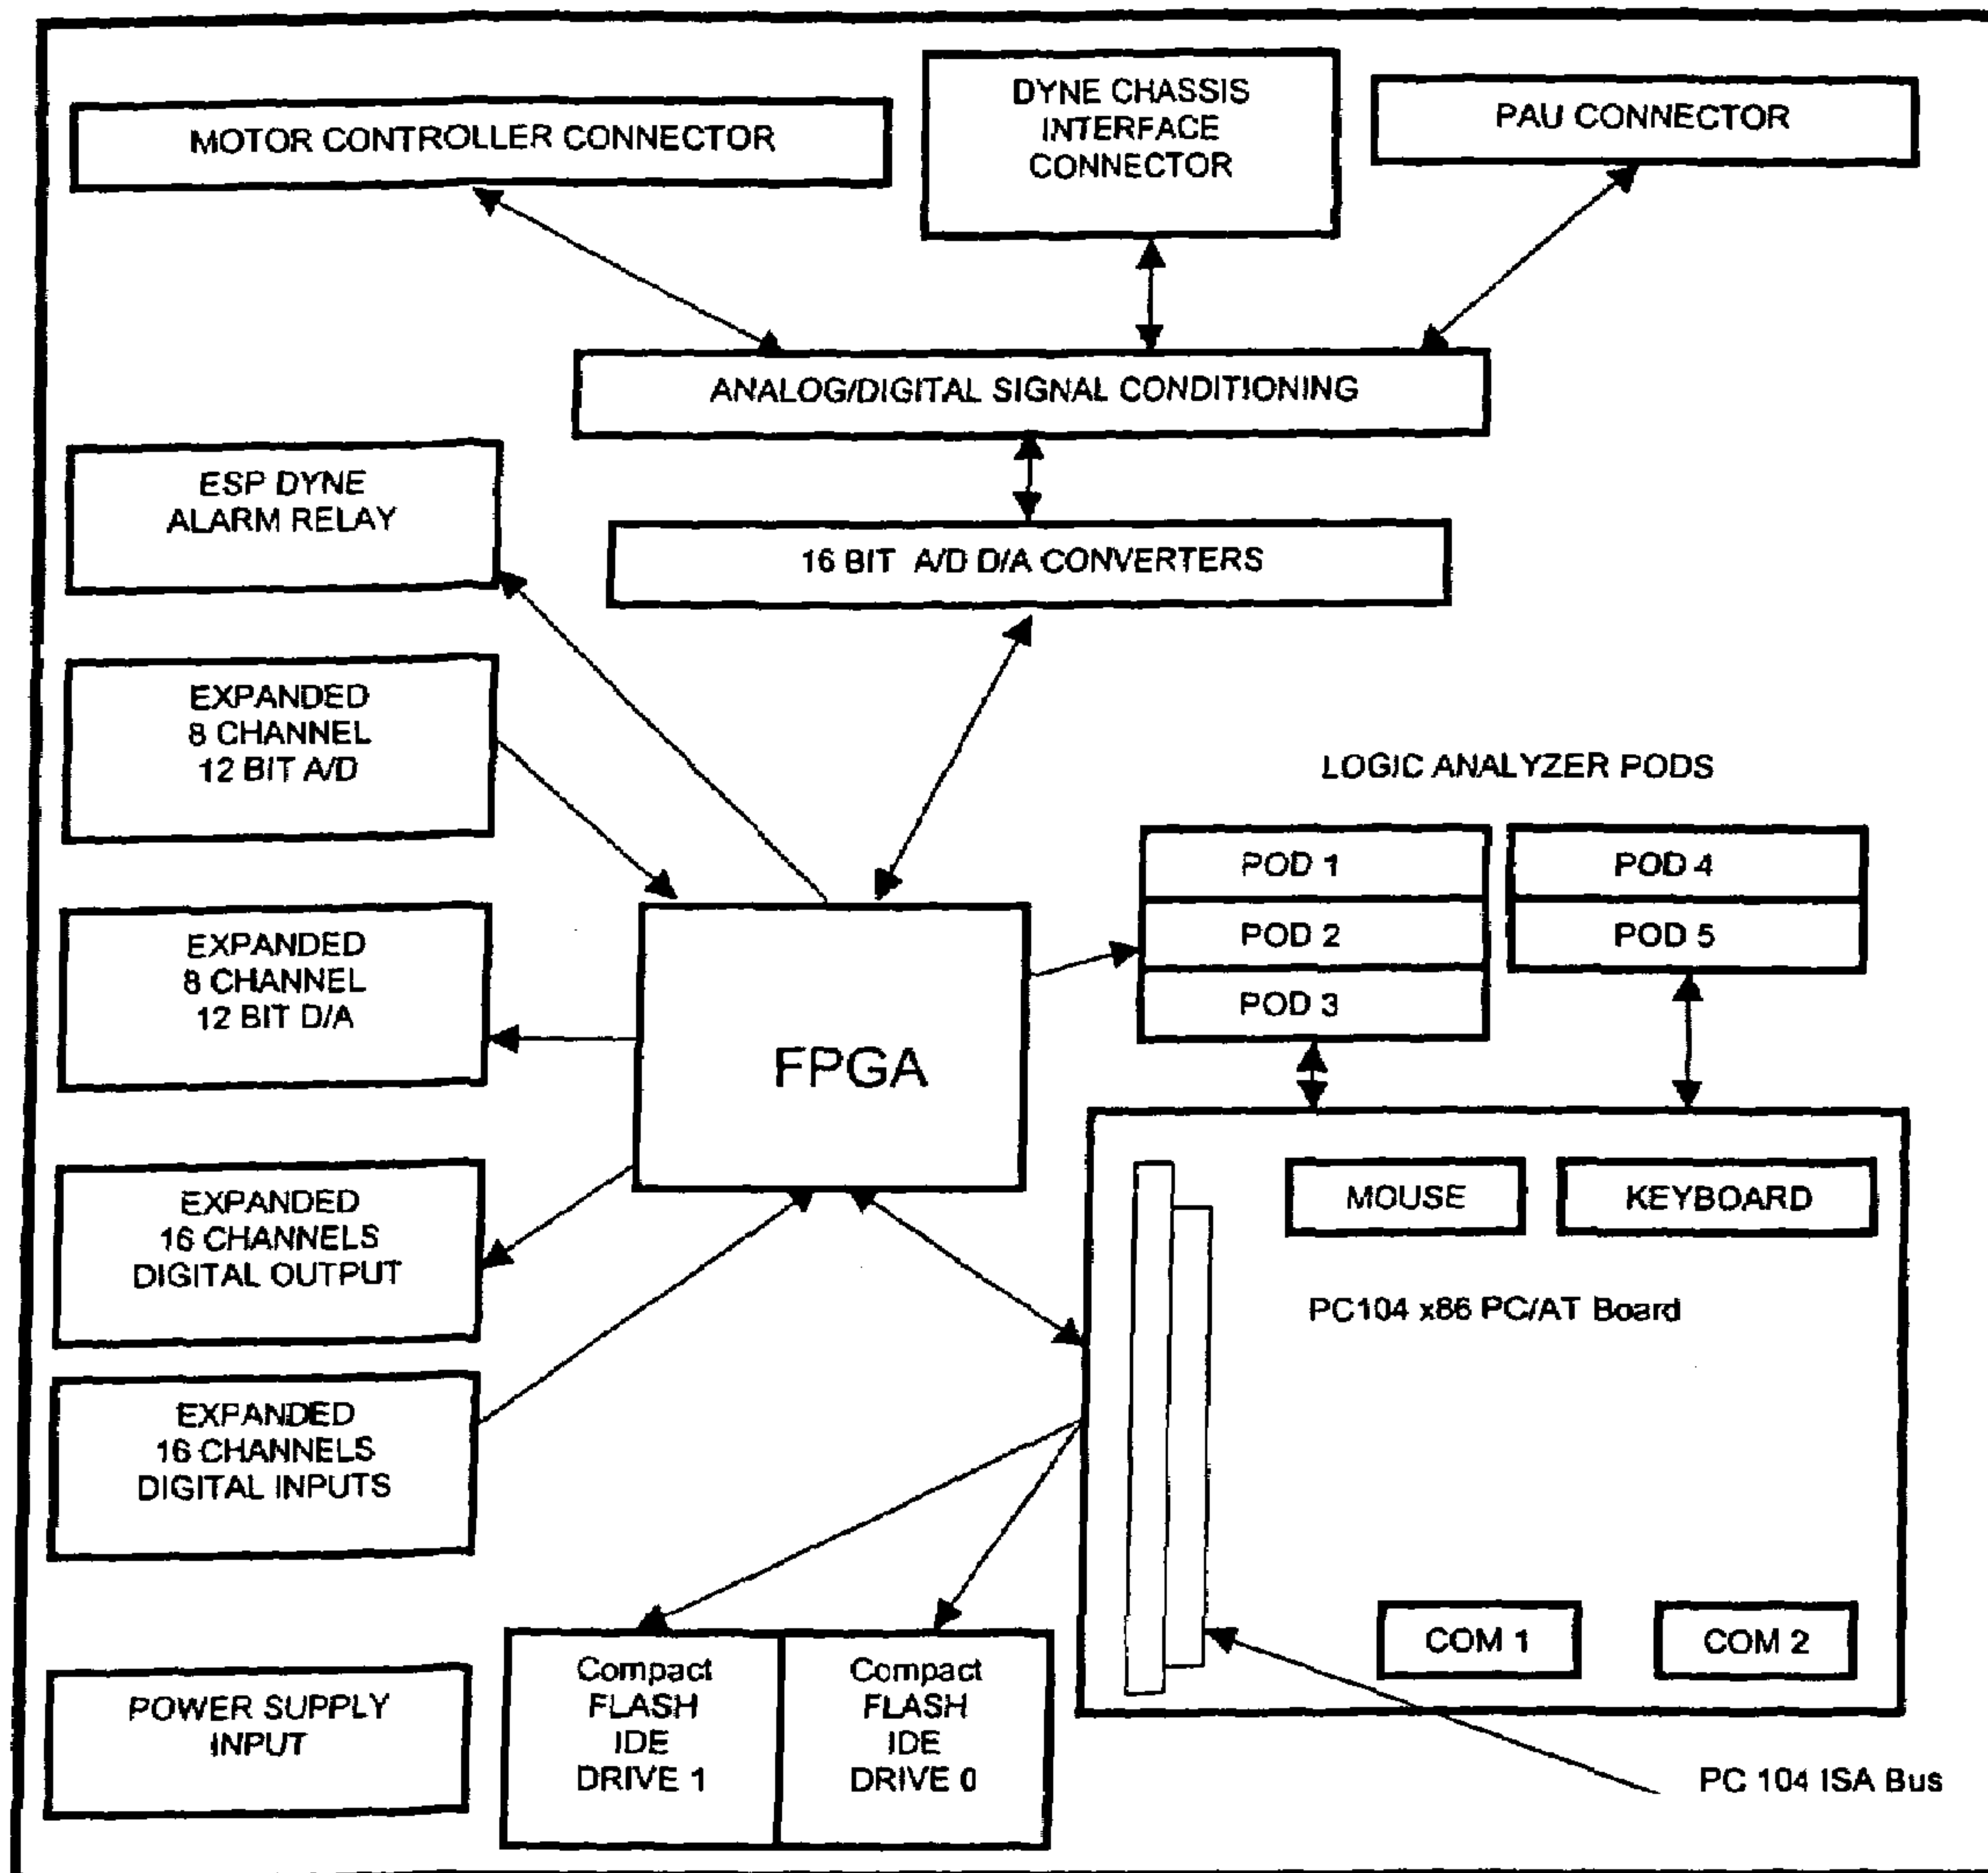 MOTOR CONTROLLER CONNECTOR
DYNE CHASSIS
INTERFACE
CONNECTOR
PAU CONNECTOR
ANALOG/DIGITAL SIGNAL CONDITIONING
ESP DYNE
ALARM RELAY
16 BIT A/D D/A CONVERTERS
EXPANDED
8 CHANNEL
12 BIT A/D
LOGIC ANALYZER PODS
POD 1
POD 2
POD 3
POD 4
POD 5
EXPANDED
8 CHANNEL
12 BIT D/A
FPGA
EXPANDED
16 CHANNELS
DIGITAL OUTPUT
MOUSE
KEYBOARD
PC104 x86 PC/AT Board
EXPANDED
16 CHANNELS
DIGITAL INPUTS
COM 1
COM 2
POWER SUPPLY
INPUT
Compact
FLASH
IDE
DRIVE 1
Compact
FLASH
IDE
DRIVE 0
PC 104 ISA Bus